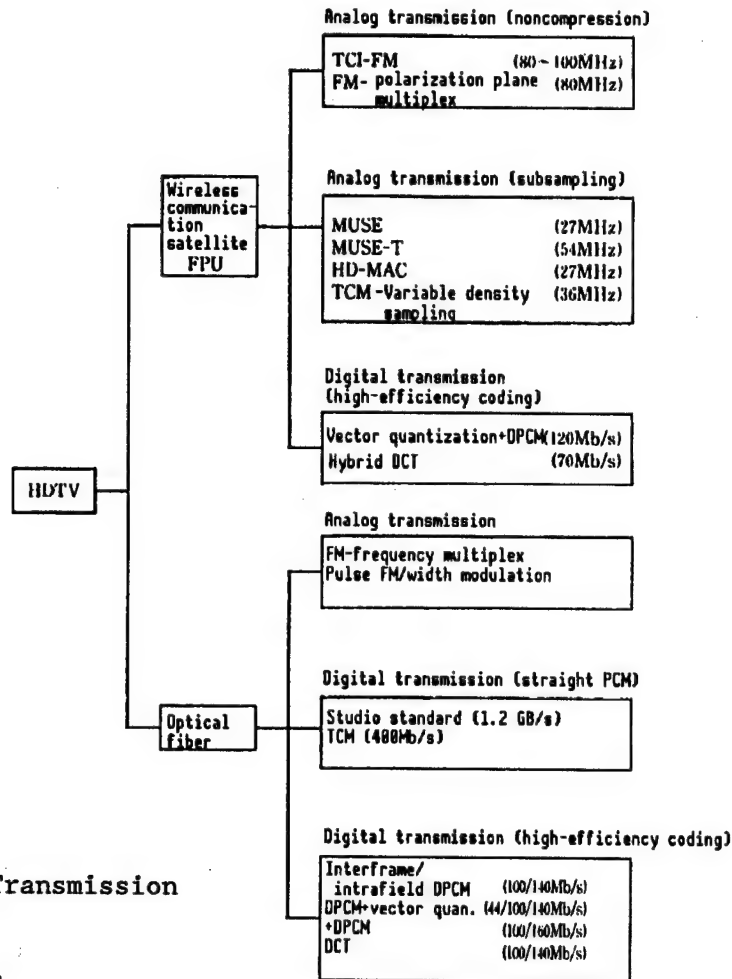 Analog transmission (noncompression)
TCI-FM (80~100MHz)
FM- polarization plane (80MHz)
multiplex
Analog transmission (subsampling)
Wireless
communica-
tion
satellite
FPU
MUSE (27MHz)
MUSE-T (54MHz)
HD-MAC (27MHz)
TCM-Variable density (36MHz)
sampling
Digital transmission
(high-efficiency coding)
Vector quantization+DPCM(120Mb/s)
Hybrid DCT (70Mb/s)
HDTV
Analog transmission
FM-frequency multiplex
Pulse FM/width modulation
Digital transmission (straight PCM)
Optical
fiber
Studio standard (1.2 GB/s)
TCM (400Mb/s)
Digital transmission (high-efficiency coding)
Interframe/
intrafield DPCM (100/140Mb/s)
DPCM+vector quan. (44/100/140Mb/s)
+DPCM (100/160Mb/s)
DCT (100/140Mb/s)
Transmission